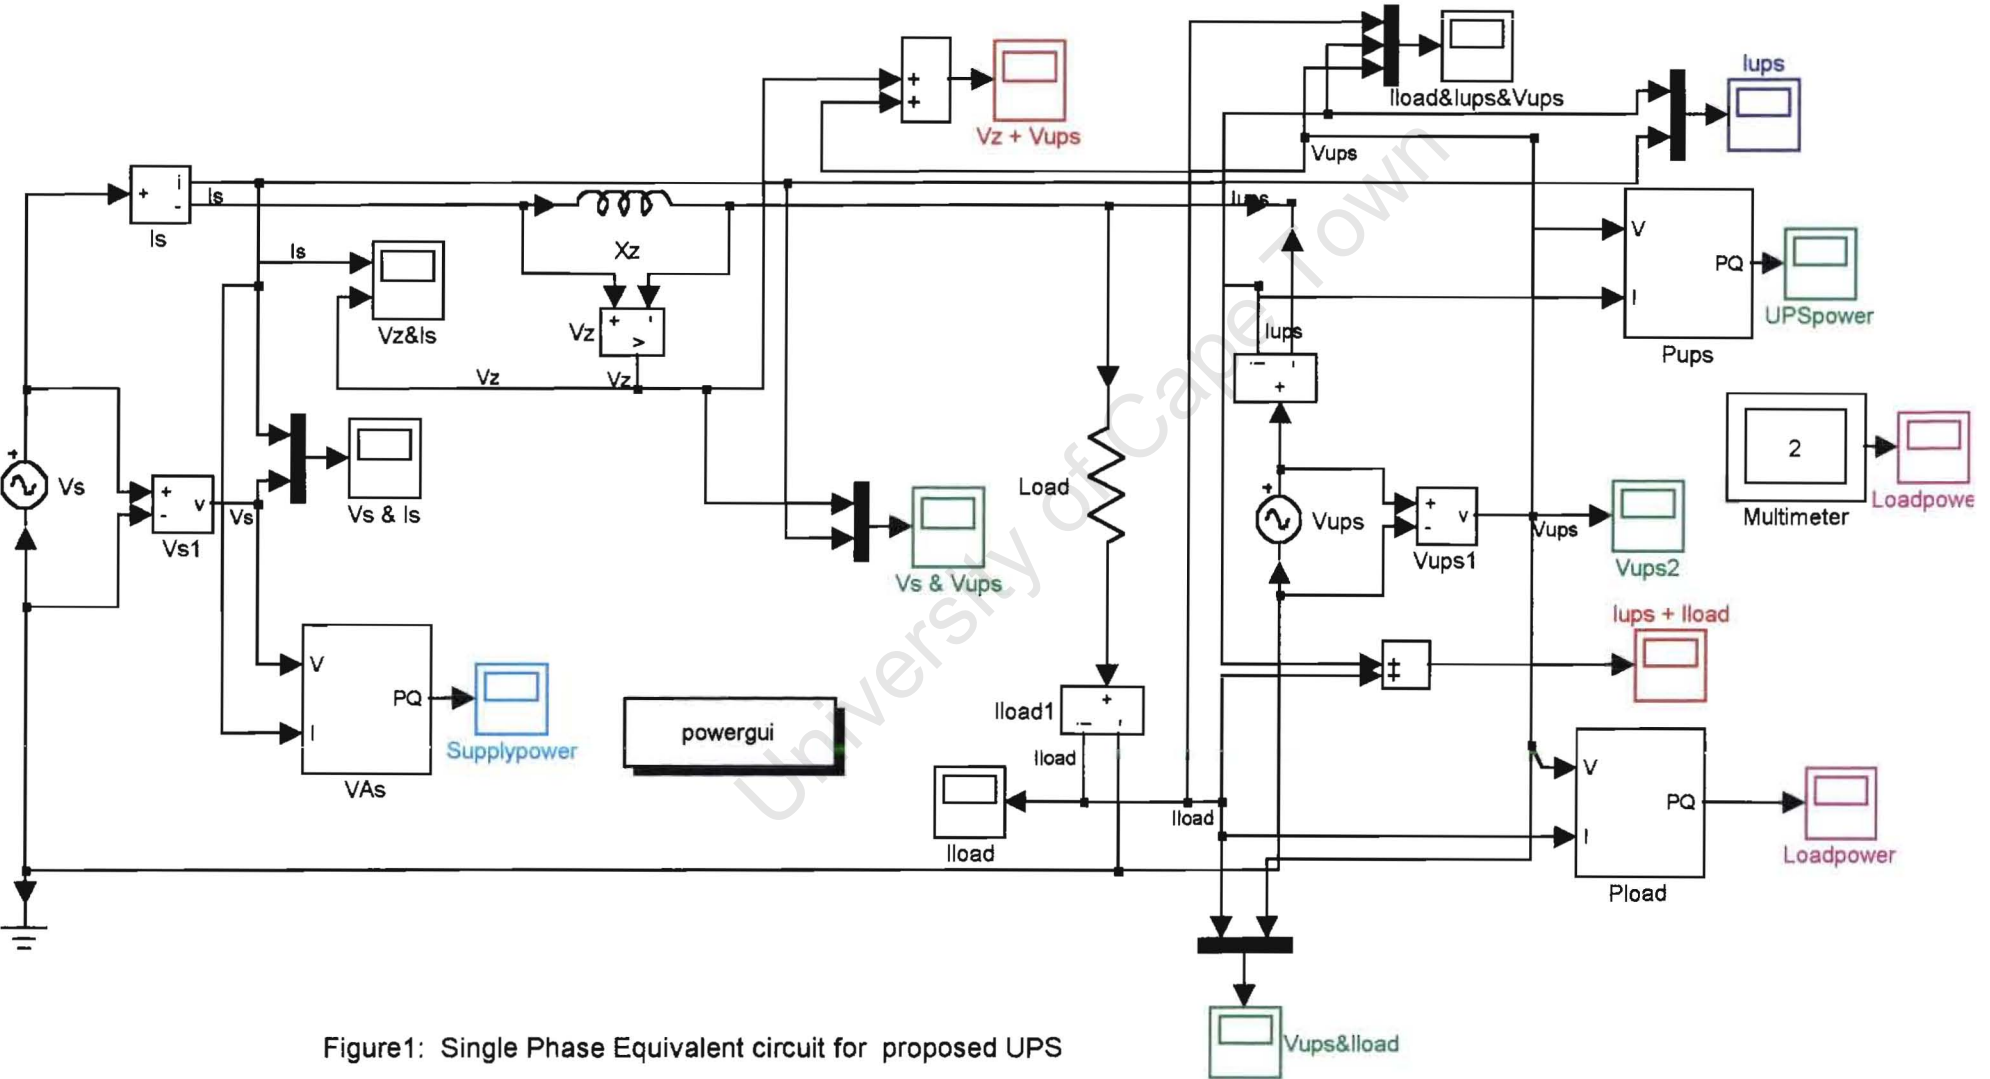 Iload&Iups&Vups
Iups
Vz + Vups
+
+
Vups
+
i
-
Is
Is
Iups
Xz
Is
Vz&Is
Vz
+
-
v
Vz
Vz
V
I
PQ
UPSpower
Pups
Iups
i
-
+
+
Vs
+
-
v
Vs1
Vs
Vs & Is
Load
Vs & Vups
+
Vups
+
-
v
Vups1
Vups
Vups2
2
Multimeter
Loadpowe
Iups + Iload
+
+
V
I
PQ
VAs
Supplypower
powergui
Iload1
+
i
-
Iload
Iload
Iload
V
I
PQ
Pload
Loadpower
Vups&Iload
University of Cape Town
Figure1: Single Phase Equivalent circuit for proposed UPS